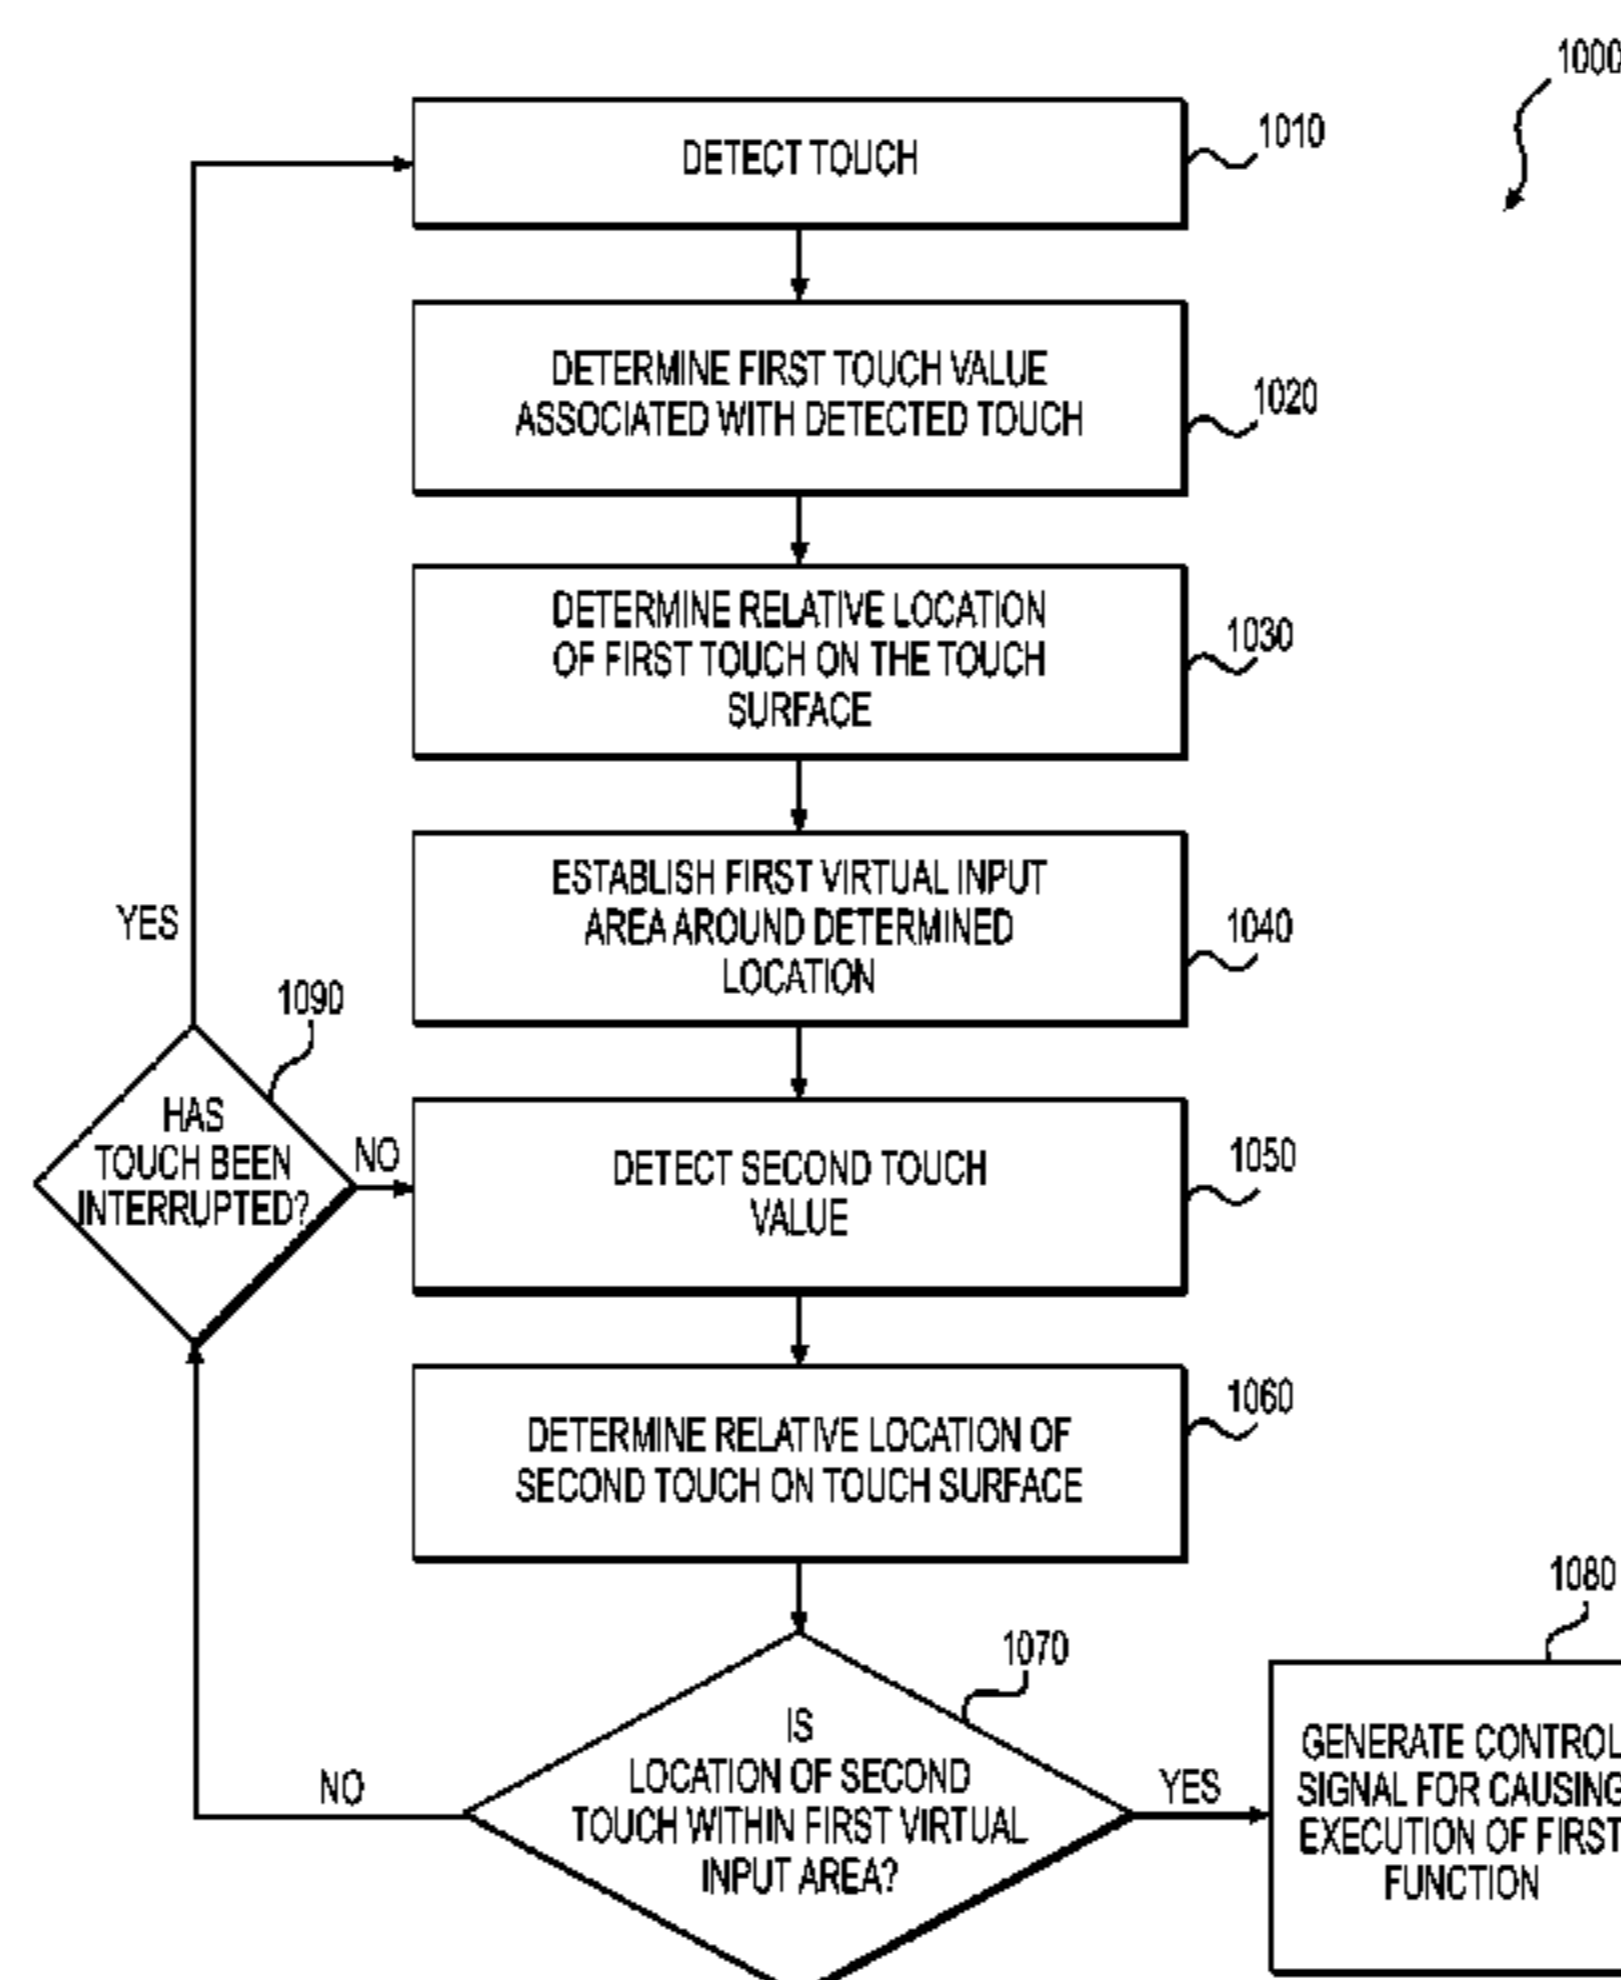 1000
DETECT TOUCH
1010
DETERMINE FIRST TOUCH VALUE
ASSOCIATED WITH DETECTED TOUCH
1020
DETERMINE RELATIVE LOCATION
OF FIRST TOUCH ON THE TOUCH
SURFACE
1030
ESTABLISH FIRST VIRTUAL INPUT
AREA AROUND DETERMINED
LOCATION
1040
YES
1090
HAS
TOUCH BEEN
INTERRUPTED?
NO
DETECT SECOND TOUCH
VALUE
1050
DETERMINE RELATIVE LOCATION OF
SECOND TOUCH ON TOUCH SURFACE
1060
1070
IS
LOCATION OF SECOND
TOUCH WITHIN FIRST VIRTUAL
INPUT AREA?
NO
YES
1080
GENERATE CONTROL
SIGNAL FOR CAUSING
EXECUTION OF FIRST
FUNCTION